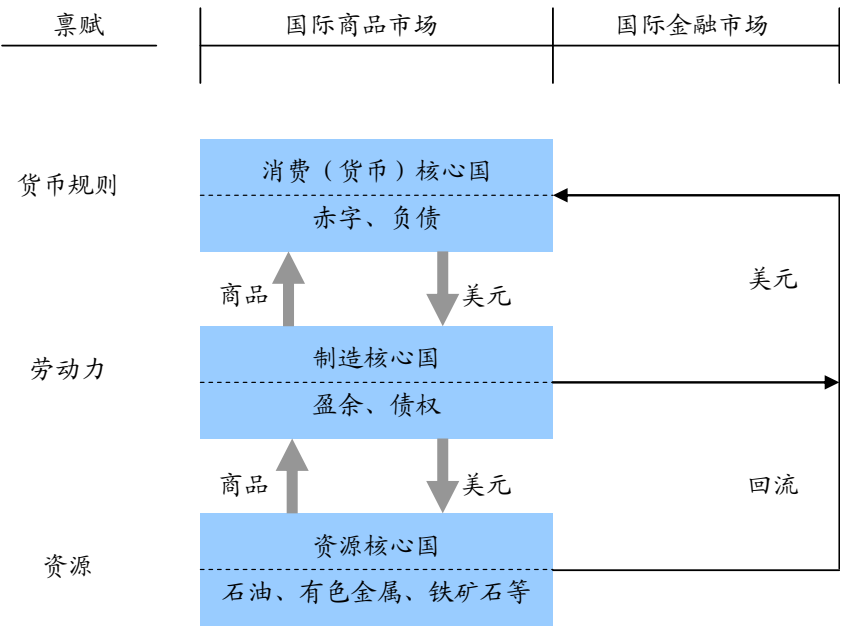 禀赋
国际商品市场
国际金融市场
货币规则
消费（货币）核心国
赤字、负债
商品
美元
美元
劳动力
制造核心国
盈余、债权
商品
美元
回流
资源
资源核心国
石油、有色金属、铁矿石等